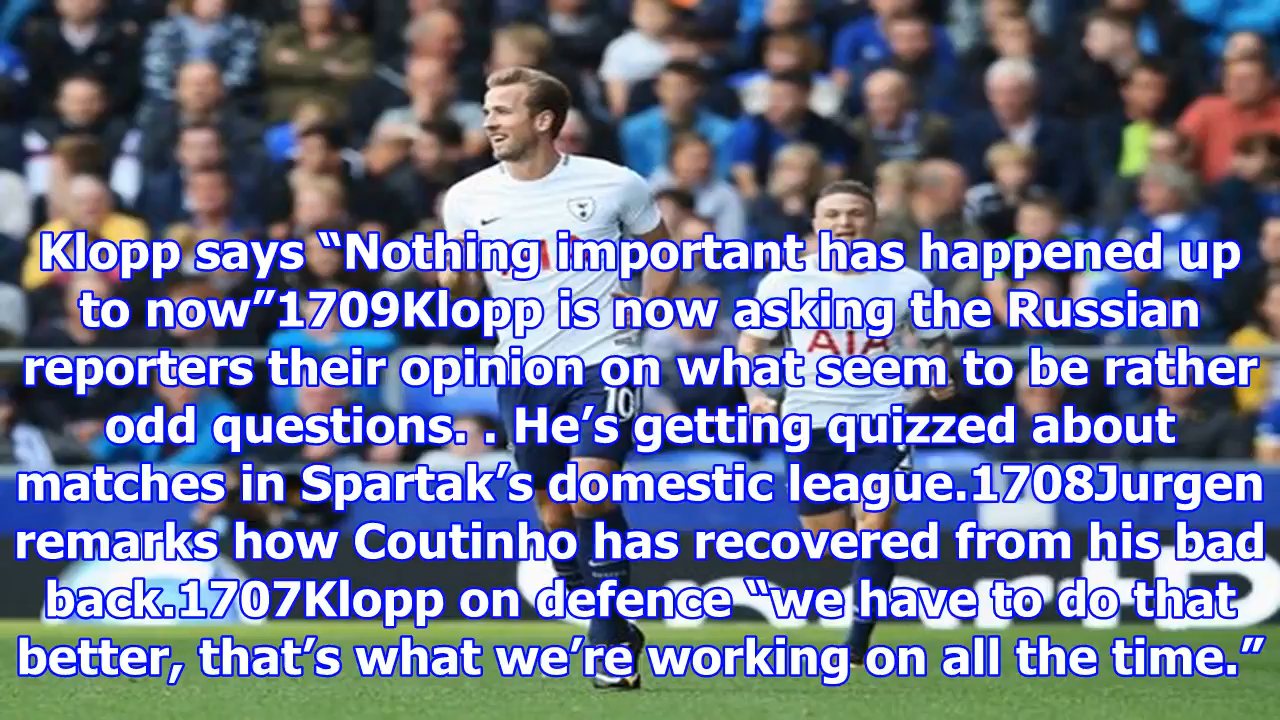 Klopp says “Nothing important has happened up
to now”1709Klopp is now asking the Russian
reporters their opinion on what seem to be rather
odd questions. . He’s getting quizzed about
matches in Spartak’s domestic league.1708Jurgen
remarks how Coutinho has recovered from his bad
back.1707Klopp on defence “we have to do that
better, that’s what we’re working on all the time.”
AIA
10